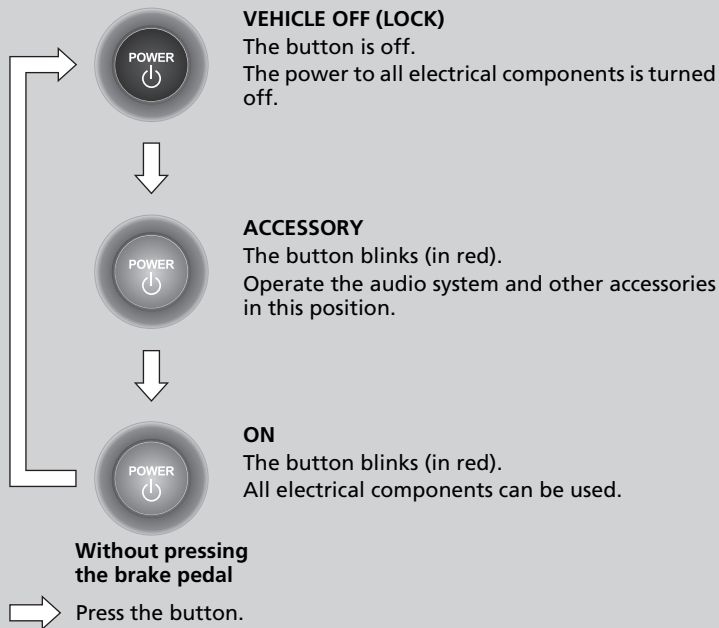 VEHICLE OFF (LOCK)
The button is off.
The power to all electrical components is turned
off.
POWER
ACCESSORY
The button blinks (in red).
Operate the audio system and other accessories
in this position.
POWER
ON
The button blinks (in red).
All electrical components can be used.
POWER
Without pressing
the brake pedal
Press the button.